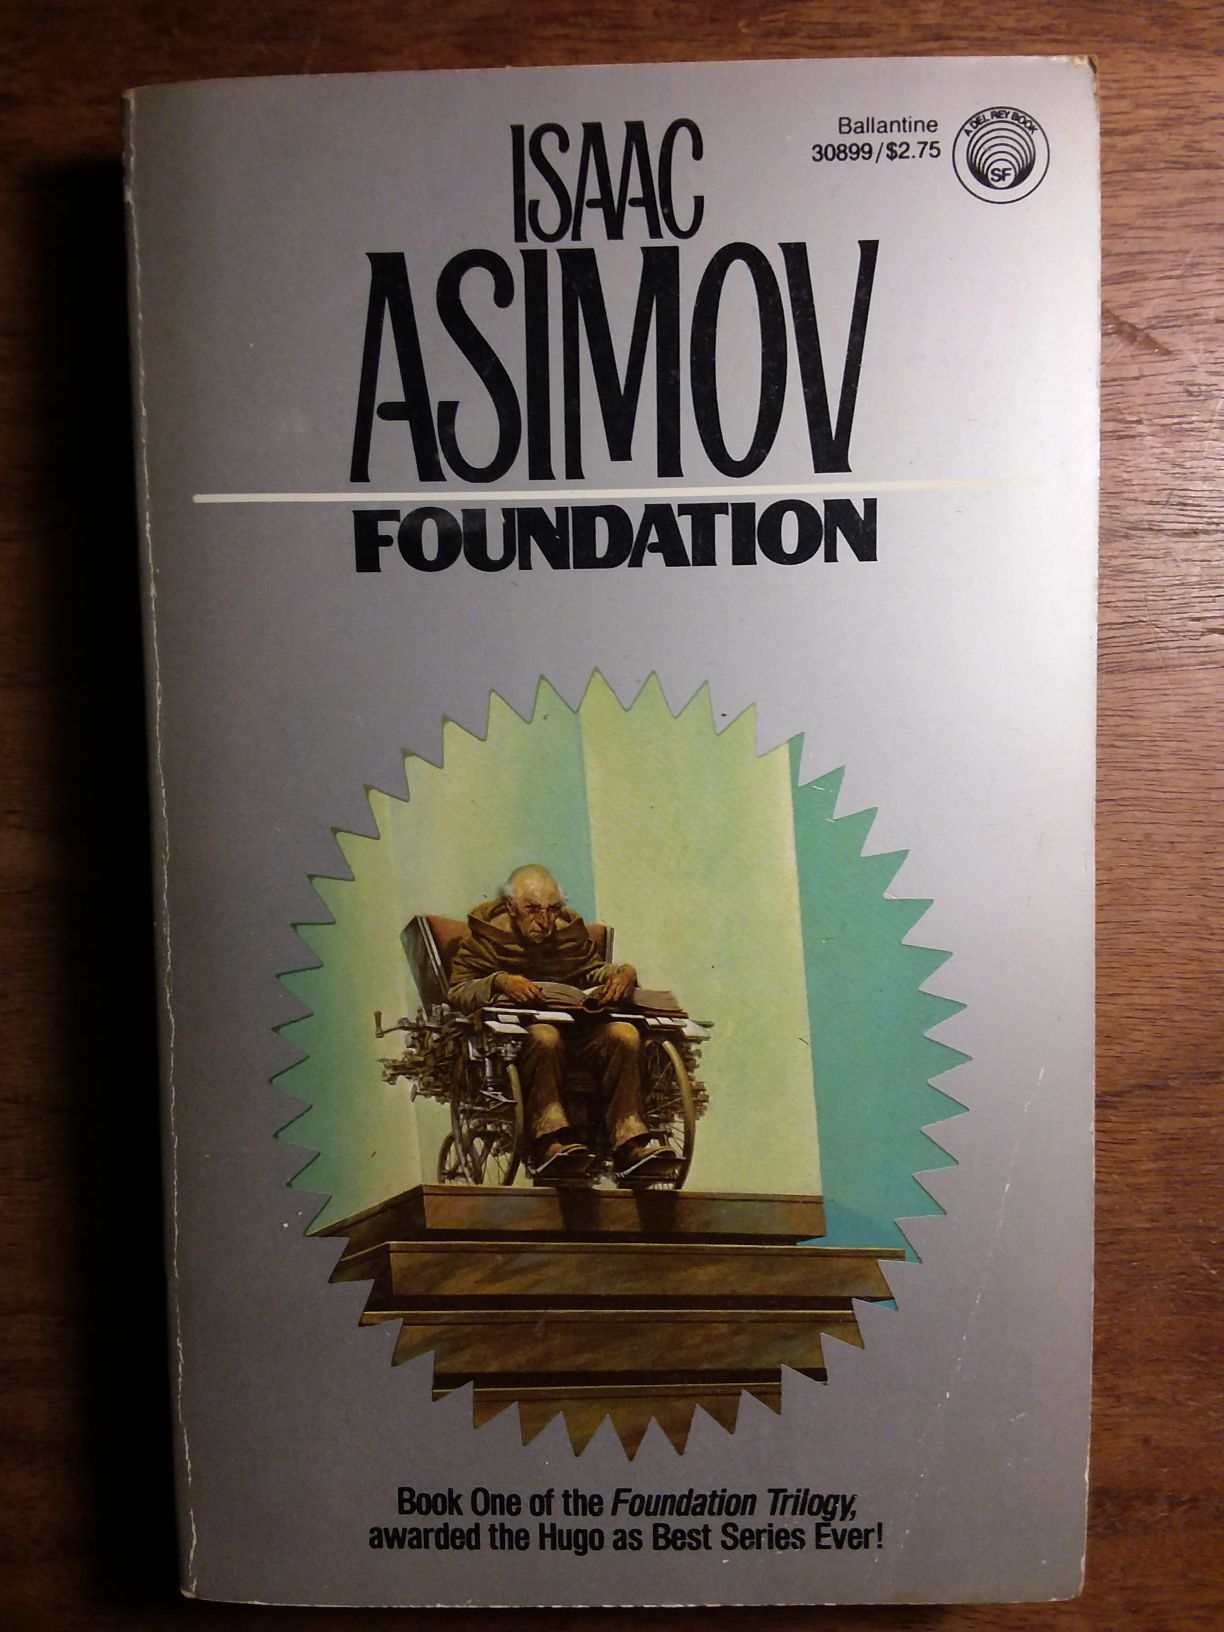 Ballantine
30899/$2.75
A DEL REY BOOK
SF
ISAAC
ASIMOV
FOUNDATION
Book One of the Foundation Trilogy,
awarded the Hugo as Best Series Ever!